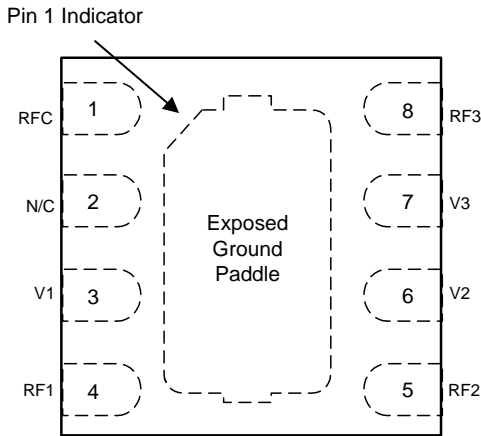 Pin 1 Indicator
RFC 1 8 RF3
N/C 2 7 V3
Exposed
Ground
Paddle
V1 3 6 V2
RF1 4 5 RF2